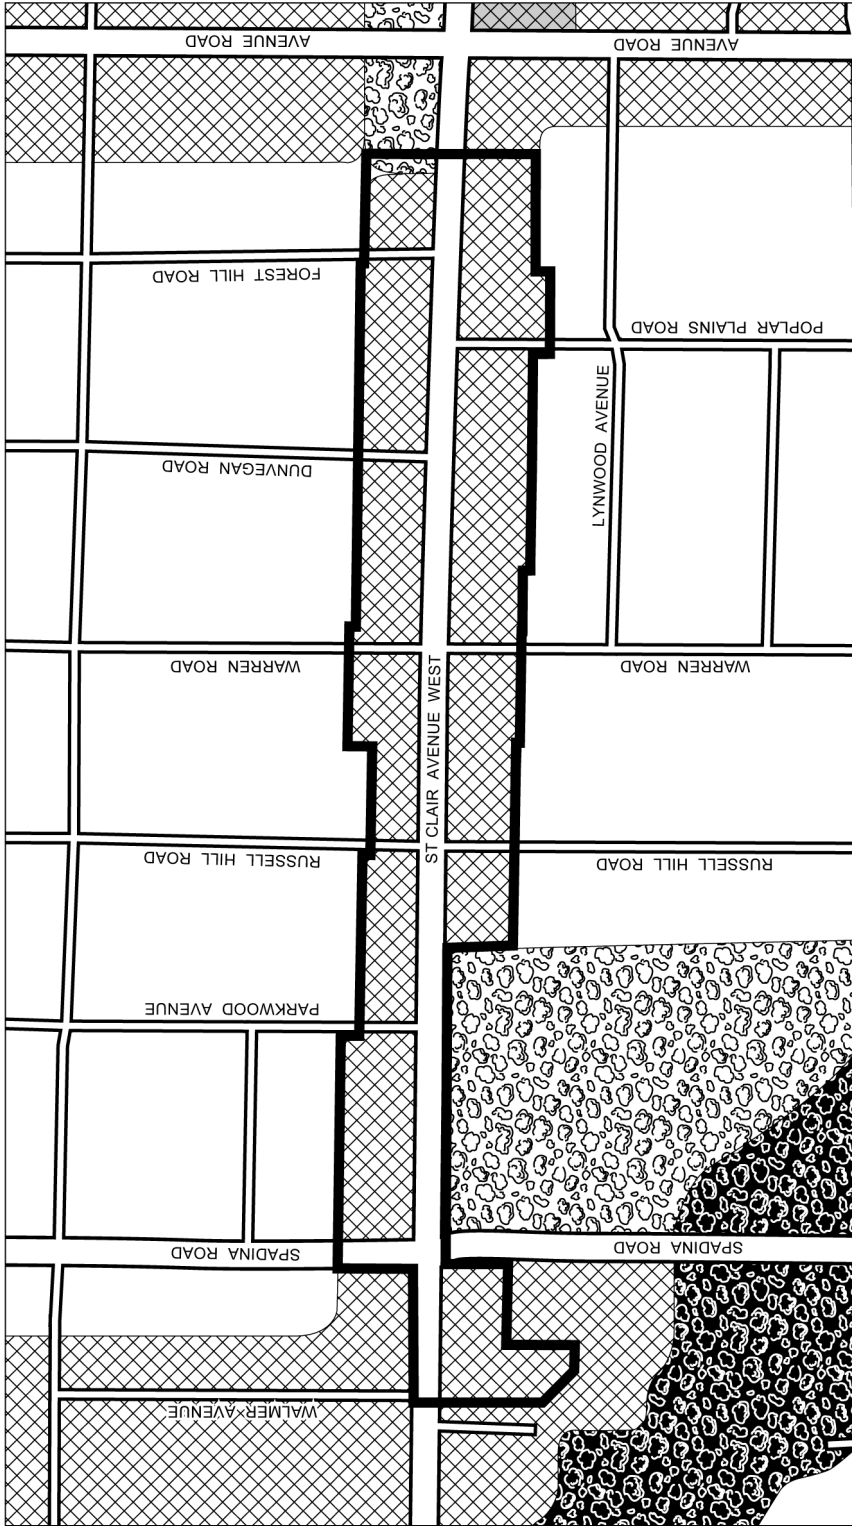 AVENUE ROAD
AVENUE ROAD
FOREST HILL ROAD
POPLAR PLAINS ROAD
LYNWOOD AVENUE
DUNVEGAN ROAD
WARREN ROAD
WARREN ROAD
ST CLAIR AVENUE WEST
RUSSELL HILL ROAD
RUSSELL HILL ROAD
PARKWOOD AVENUE
SPADINA ROAD
SPADINA ROAD
WALMER AVENUE